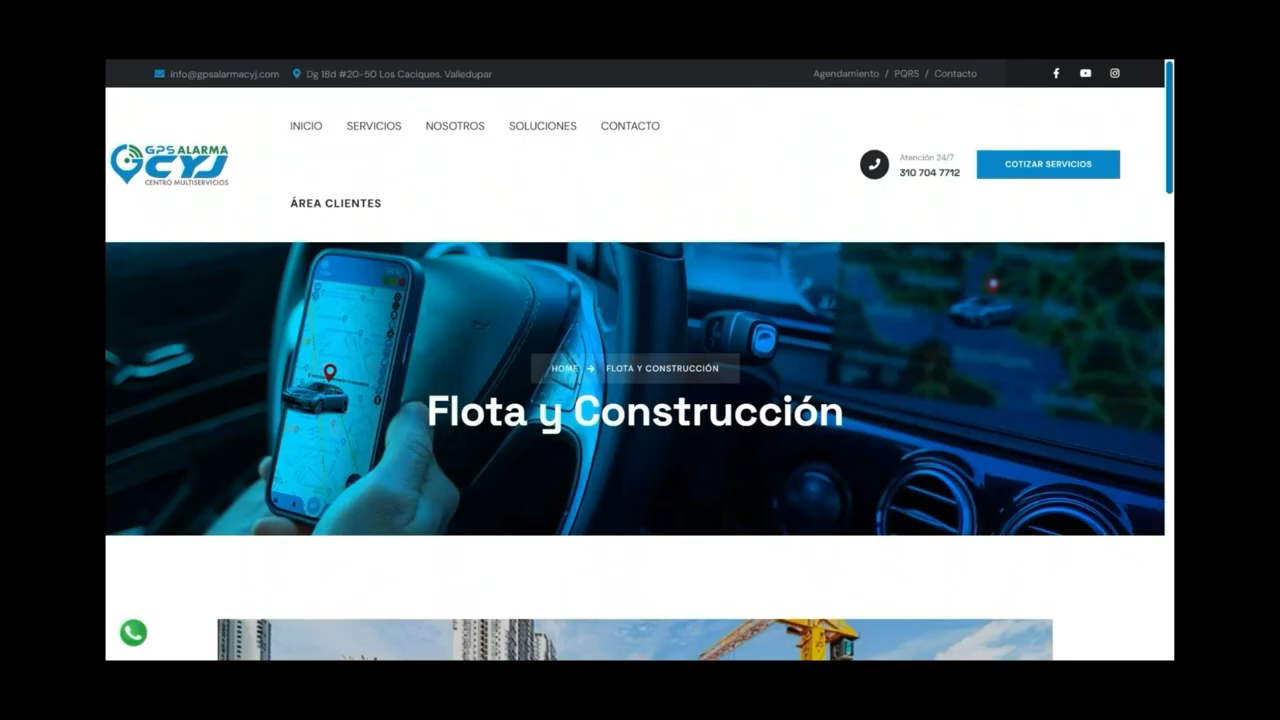 info@gpsalarmacyj.com
Dg 18d #20-50 Los Caciques. Valledupar
Agendamiento / PQRS / Contacto
INICIO
SERVICIOS
NOSOTROS
SOLUCIONES
CONTACTO
GPS ALARMA
CYJ
CENTRO MULTISERVICIOS
Atención 24/7
310 704 7712
COTIZAR SERVICIOS
ÁREA CLIENTES
HOME → FLOTA Y CONSTRUCCIÓN
Flota y Construcción